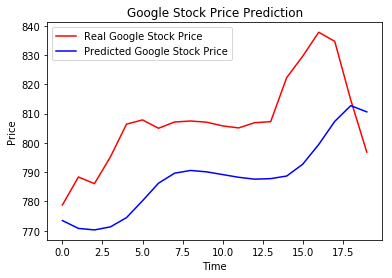 Google Stock Price Prediction
Real Google Stock Price
Predicted Google Stock Price
Price
840
830
820
810
800
790
780
770
0.0 2.5 5.0 7.5 10.0 12.5 15.0 17.5
Time